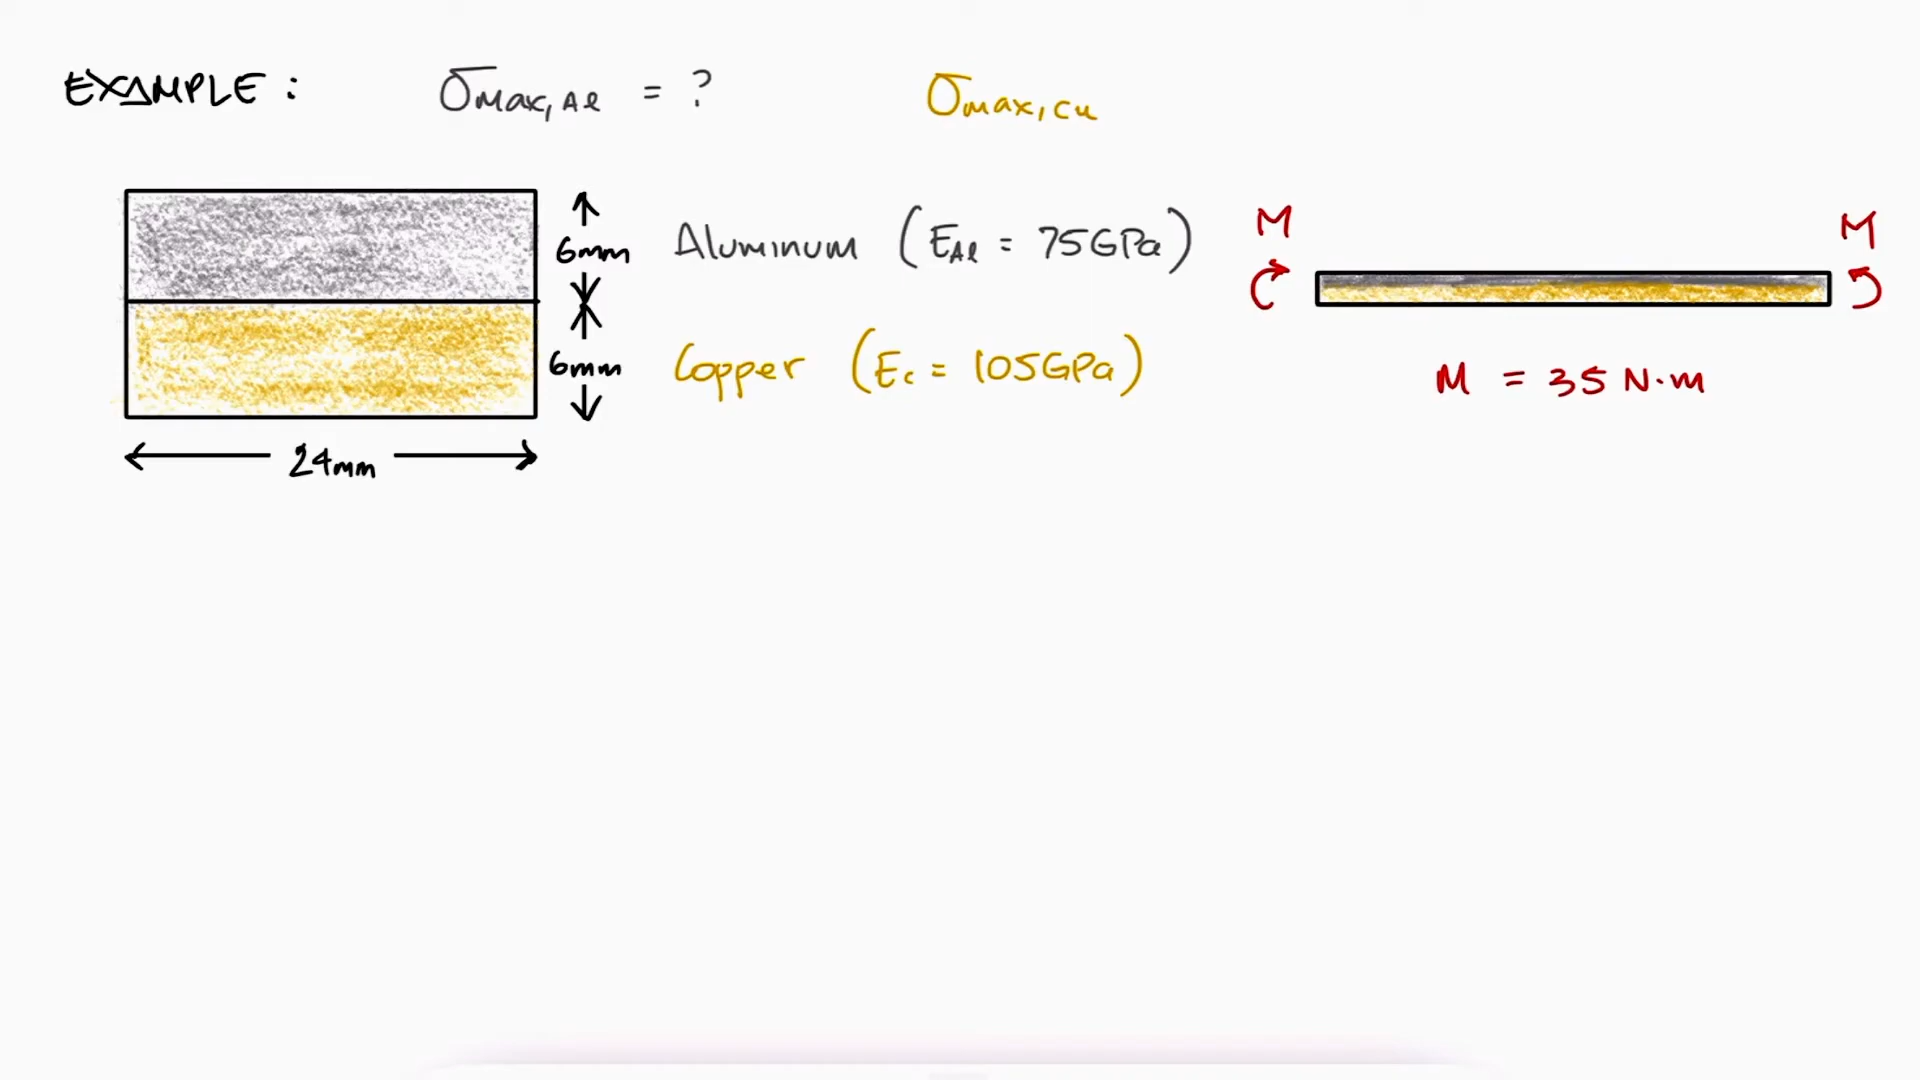 EXAMPLE : σmax, Al = ? σmax, cu
M M
6mm Aluminum (EAl = 75GPa)
6mm Copper (Ec = 105GPa)
M = 35 N·m
24mm